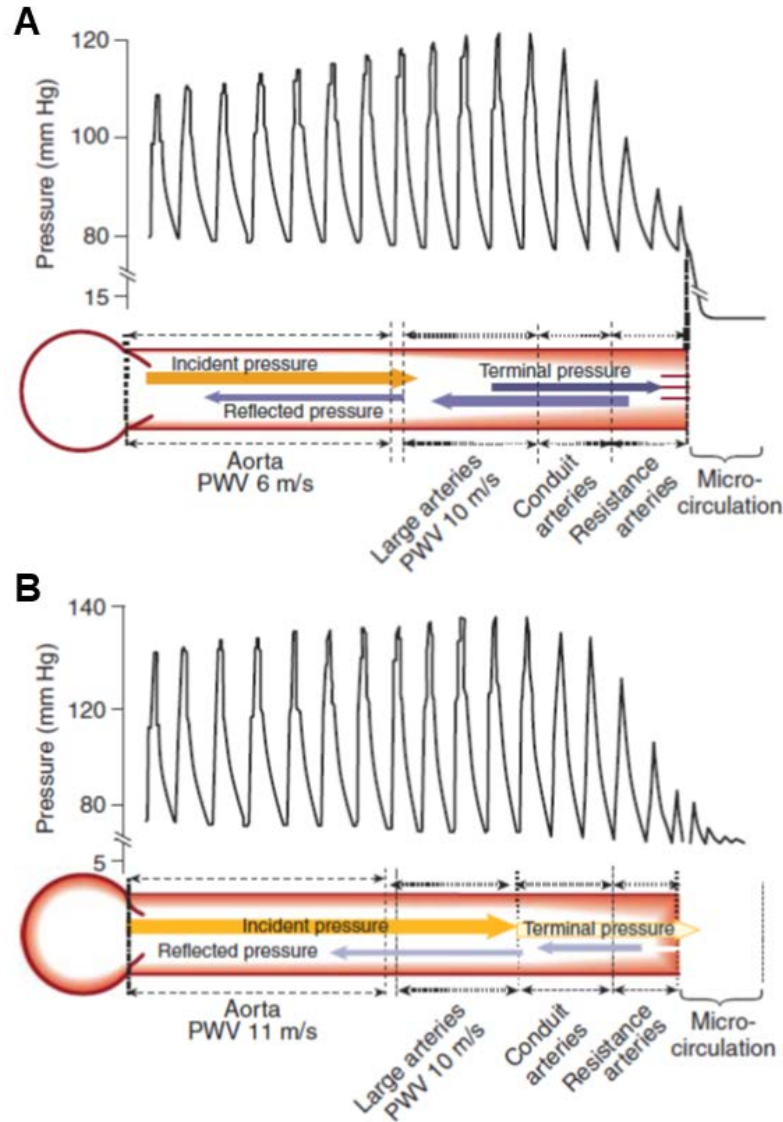 A
Pressure (mm Hg)
120
100
80
15
Incident pressure
Terminal pressure
Reflected pressure
Aorta
PWV 6 m/s
Large arteries
PWV 10 m/s
Conduit
arteries
Resistance
arteries
Micro-
circulation
B
Pressure (mm Hg)
140
120
80
5
Incident pressure
Terminal pressure
Reflected pressure
Aorta
PWV 11 m/s
Large arteries
PWV 10 m/s
Conduit
arteries
Resistance
arteries
Micro-
circulation